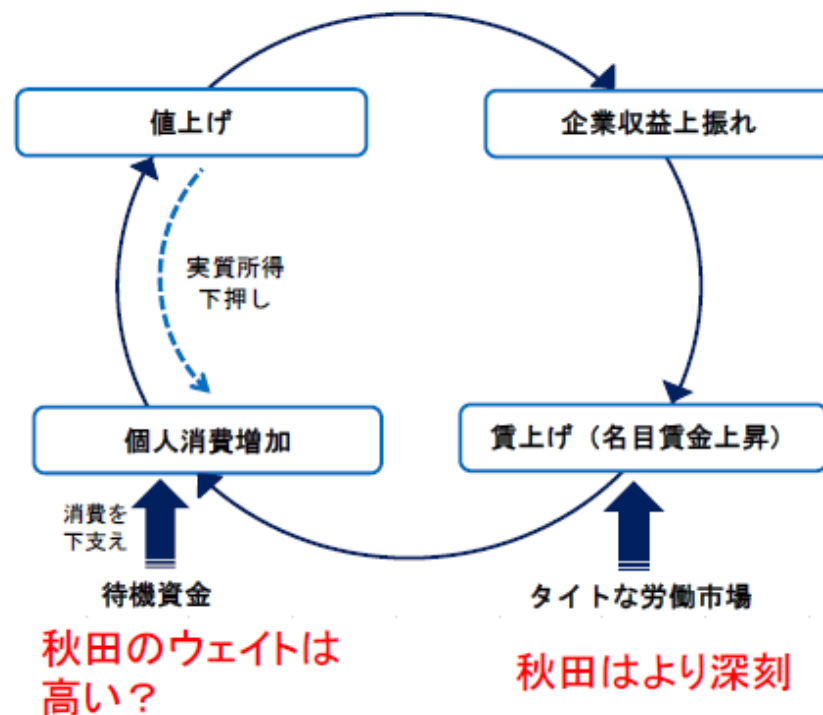 値上げ
企業収益上振れ
実質所得
下押し
個人消費増加
賃上げ（名目賃金上昇）
消費を
下支え
待機資金
タイトな労働市場
秋田のウェイトは
高い？
秋田はより深刻